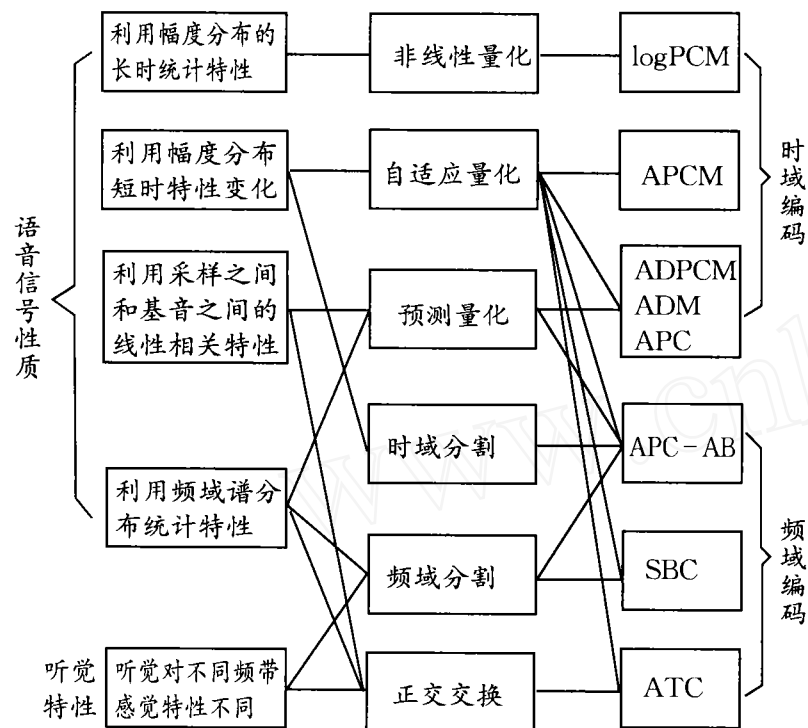 利用幅度分布的
长时统计特性
非线性量化
logPCM
利用幅度分布
短时特性变化
自适应量化
APCM
时域编码
语音信号性质
利用采样之间
和基音之间的
线性相关特性
预测量化
ADPCM
ADM
APC
时域分割
APC-AB
利用频域谱分
布统计特性
频域分割
SBC
频域编码
听觉
特性
听觉对不同频带
感觉特性不同
正交交换
ATC